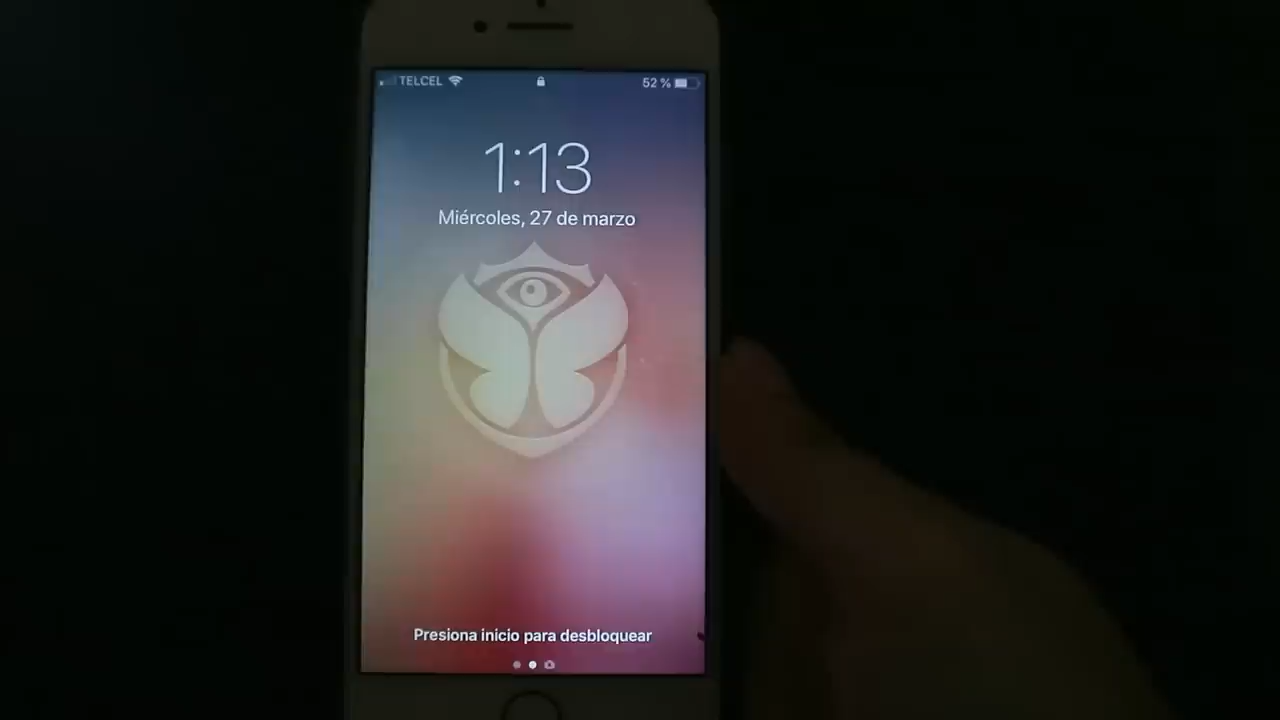 TELCEL 52 %
1:13
Miércoles, 27 de marzo
Presiona inicio para desbloquear